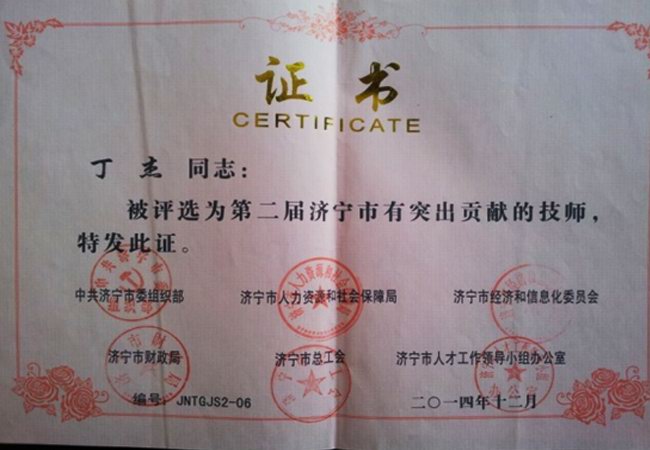 证书
CERTIFICATE
丁杰 同志：
被评选为第二届济宁市有突出贡献的技师，
特发此证。
中共济宁市委组织部 济宁市人力资源和社会保障局 济宁市经济和信息化委员会
济宁市财政局 济宁市总工会 济宁市人才工作领导小组办公室
编号：JNTGJS2-06 二〇一四年十二月